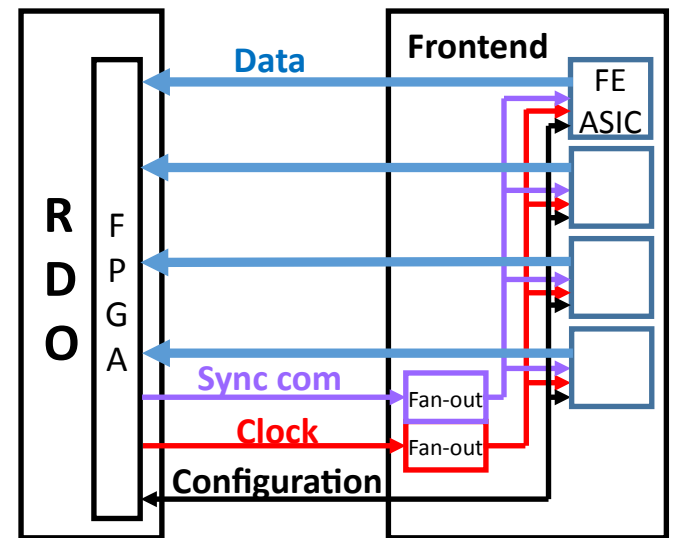 Frontend
Data
FE
ASIC
R
D
O
F
P
G
A
Sync com
Fan-out
Clock
Fan-out
Configuration